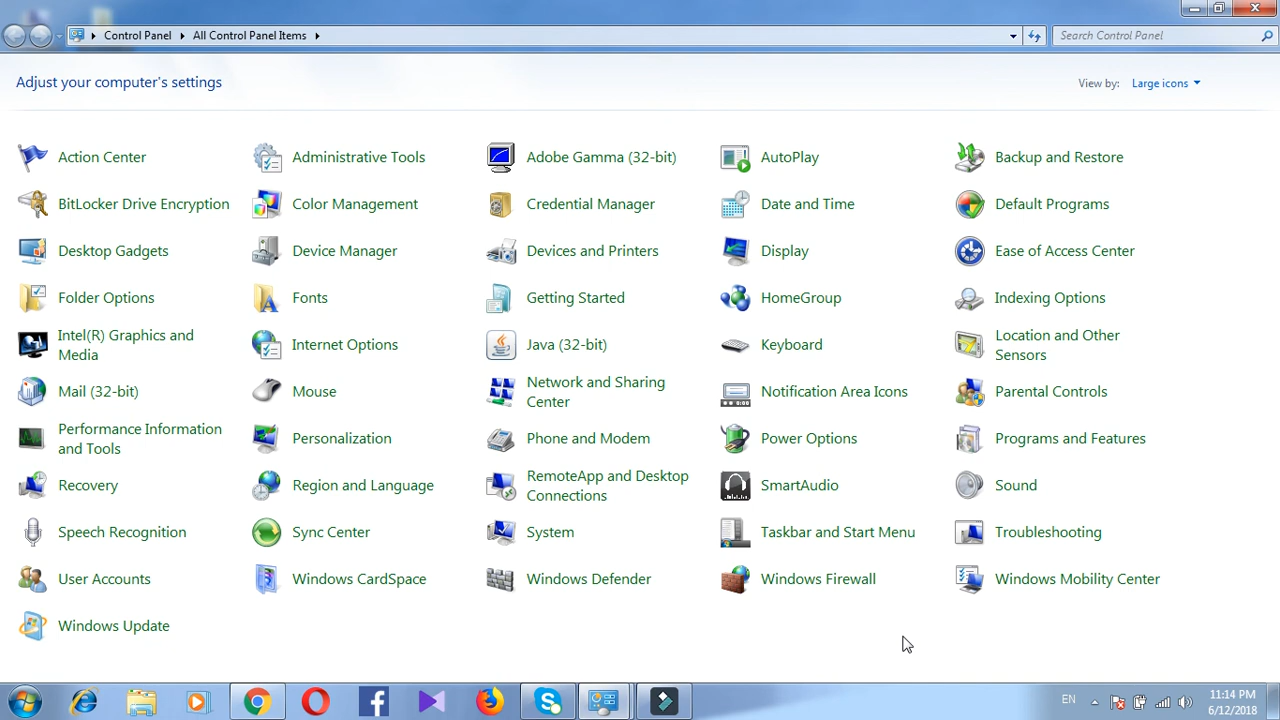 Control Panel All Control Panel Items
Search Control Panel
Adjust your computer's settings
View by: Large icons
Action Center
Administrative Tools
Adobe Gamma (32-bit)
AutoPlay
Backup and Restore
BitLocker Drive Encryption
Color Management
Credential Manager
Date and Time
Default Programs
Desktop Gadgets
Device Manager
Devices and Printers
Display
Ease of Access Center
Folder Options
Fonts
Getting Started
HomeGroup
Indexing Options
Intel(R) Graphics and
Media
Internet Options
Java (32-bit)
Keyboard
Location and Other
Sensors
Mail (32-bit)
Mouse
Network and Sharing
Center
Notification Area Icons
Parental Controls
Performance Information
and Tools
Personalization
Phone and Modem
Power Options
Programs and Features
Recovery
Region and Language
RemoteApp and Desktop
Connections
SmartAudio
Sound
Speech Recognition
Sync Center
System
Taskbar and Start Menu
Troubleshooting
User Accounts
Windows CardSpace
Windows Defender
Windows Firewall
Windows Mobility Center
Windows Update
EN
11:14 PM
6/12/2018